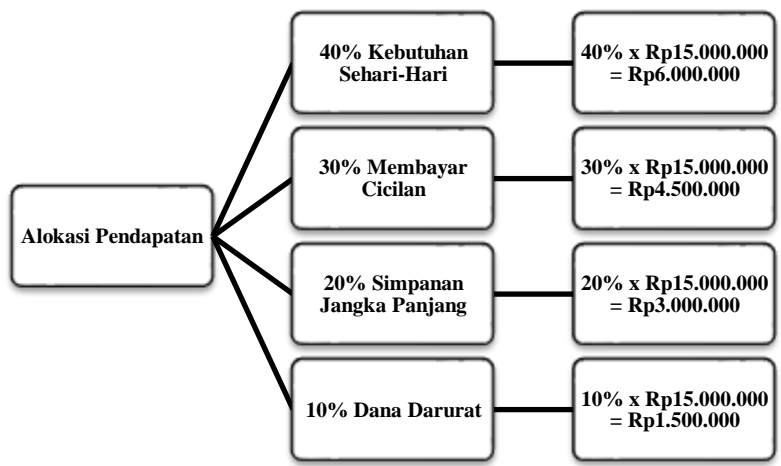 Alokasi Pendapatan
40% Kebutuhan
Sehari-Hari
40% x Rp15.000.000
= Rp6.000.000
30% Membayar
Cicilan
30% x Rp15.000.000
= Rp4.500.000
20% Simpanan
Jangka Panjang
20% x Rp15.000.000
= Rp3.000.000
10% Dana Darurat
10% x Rp15.000.000
= Rp1.500.000